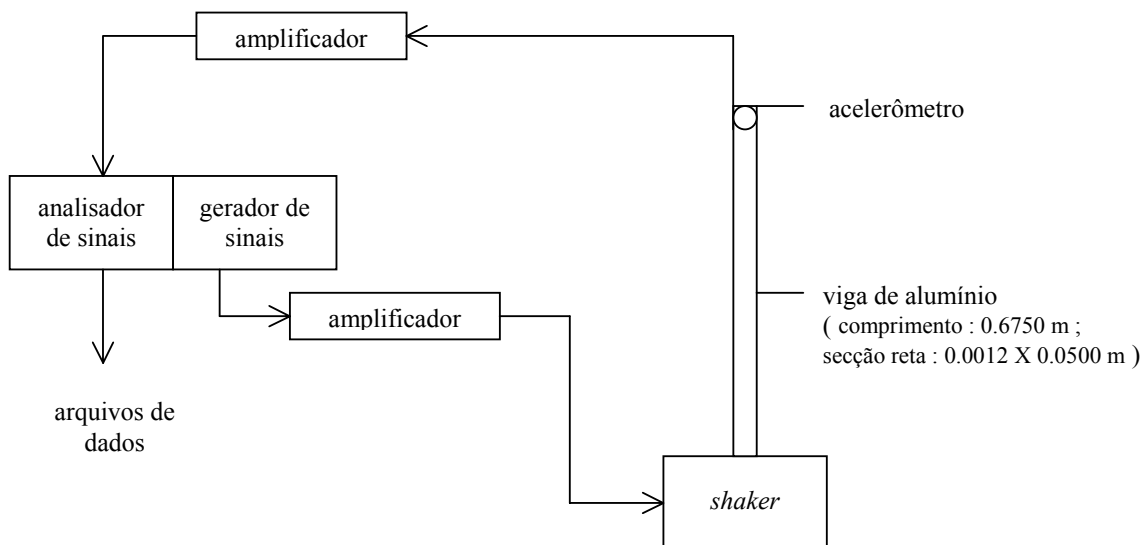 amplificador
acelerômetro
analisador
de sinais
gerador de
sinais
viga de alumínio
( comprimento : 0.6750 m ;
secção reta : 0.0012 X 0.0500 m )
amplificador
arquivos de
dados
shaker